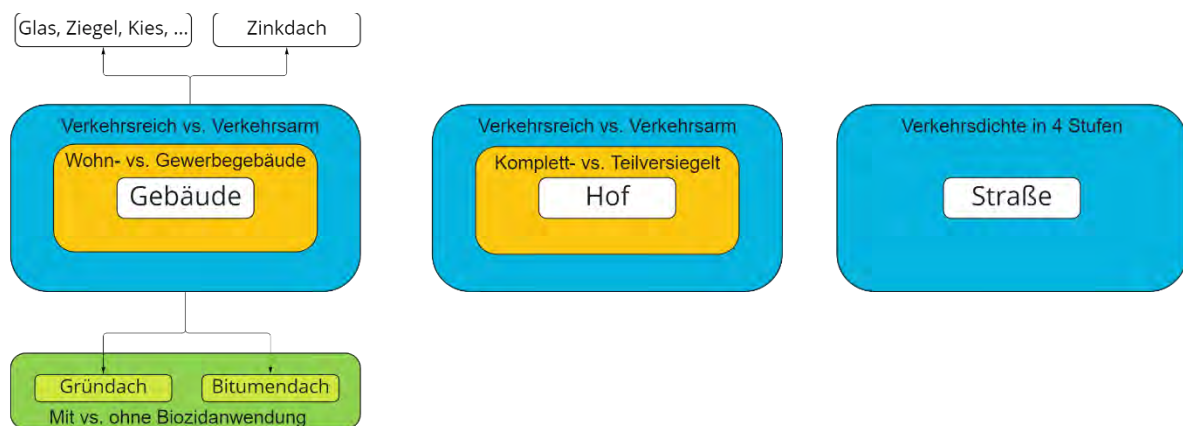 Glas, Ziegel, Kies, ...
Zinkdach
Verkehrsreich vs. Verkehrsarm
Wohn- vs. Gewerbegebäude
Gebäude
Gründach
Bitumendach
Mit vs. ohne Biozidanwendung
Verkehrsreich vs. Verkehrsarm
Komplett- vs. Teilversiegelt
Hof
Verkehrsdichte in 4 Stufen
Straße